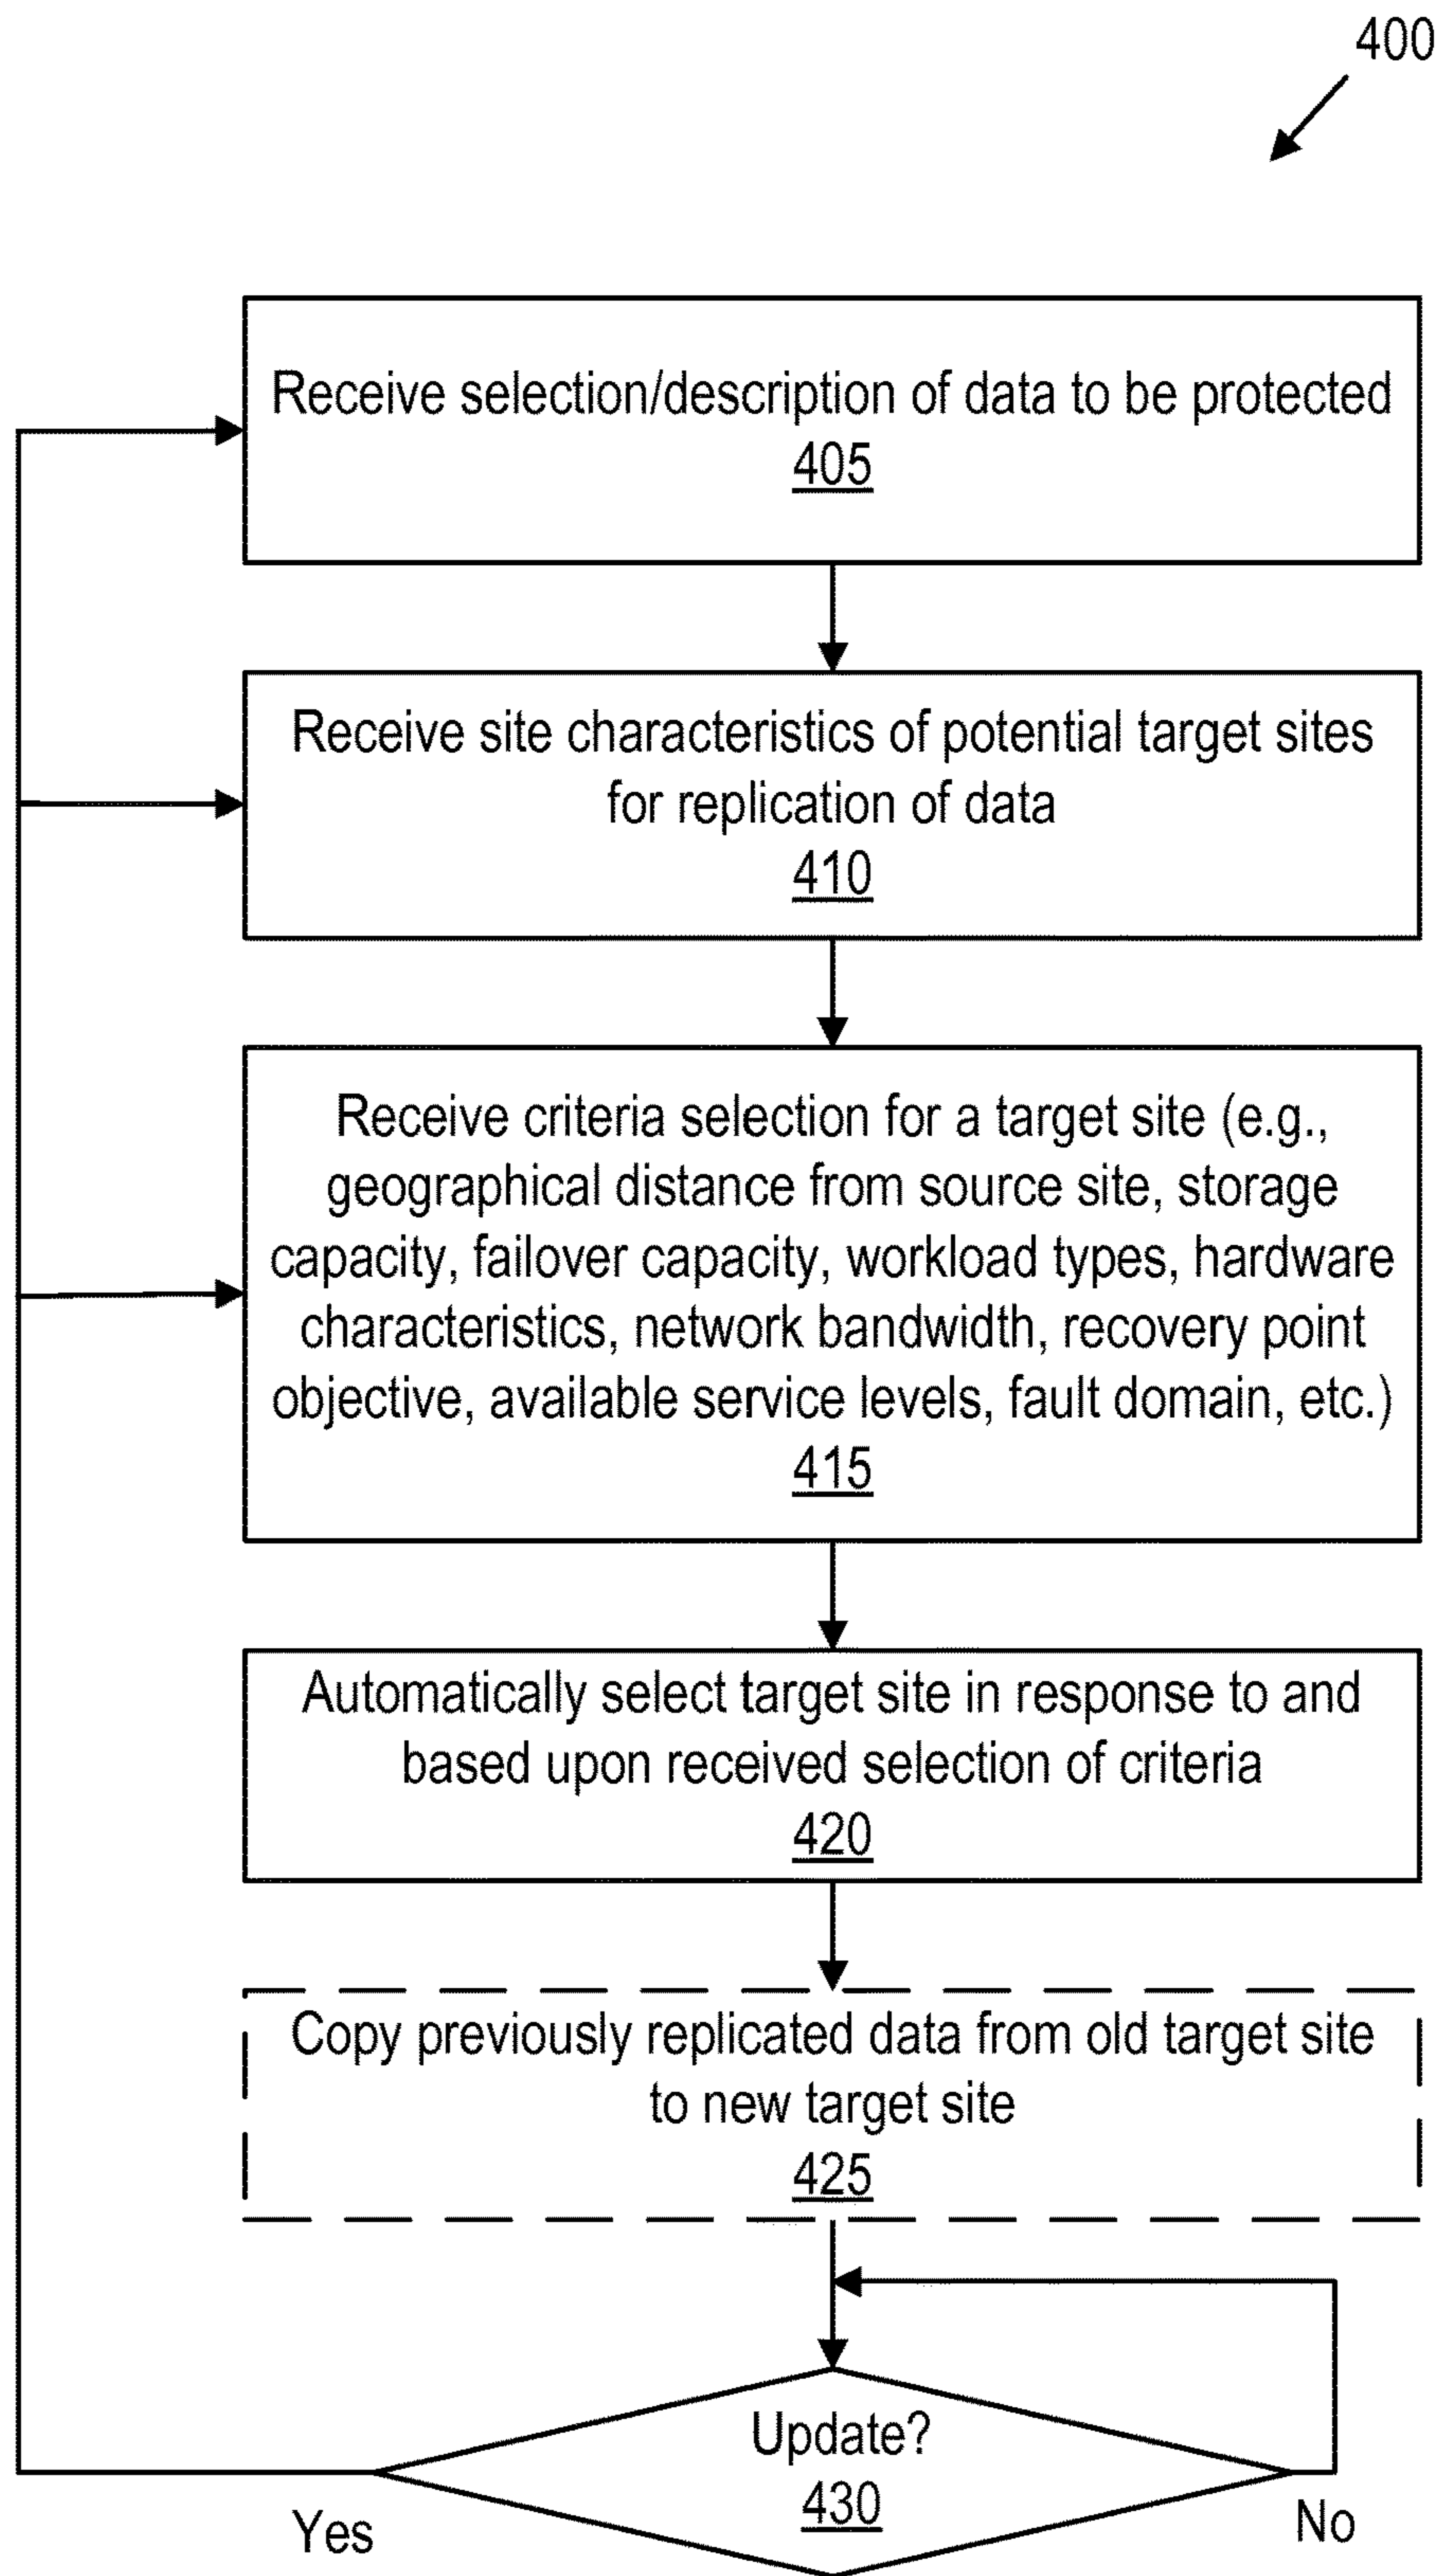 400
Receive selection/description of data to be protected
405
Receive site characteristics of potential target sites
for replication of data
410
Receive criteria selection for a target site (e.g.,
geographical distance from source site, storage
capacity, failover capacity, workload types, hardware
characteristics, network bandwidth, recovery point
objective, available service levels, fault domain, etc.)
415
Automatically select target site in response to and
based upon received selection of criteria
420
Copy previously replicated data from old target site
to new target site
425
Update?
430
Yes
No